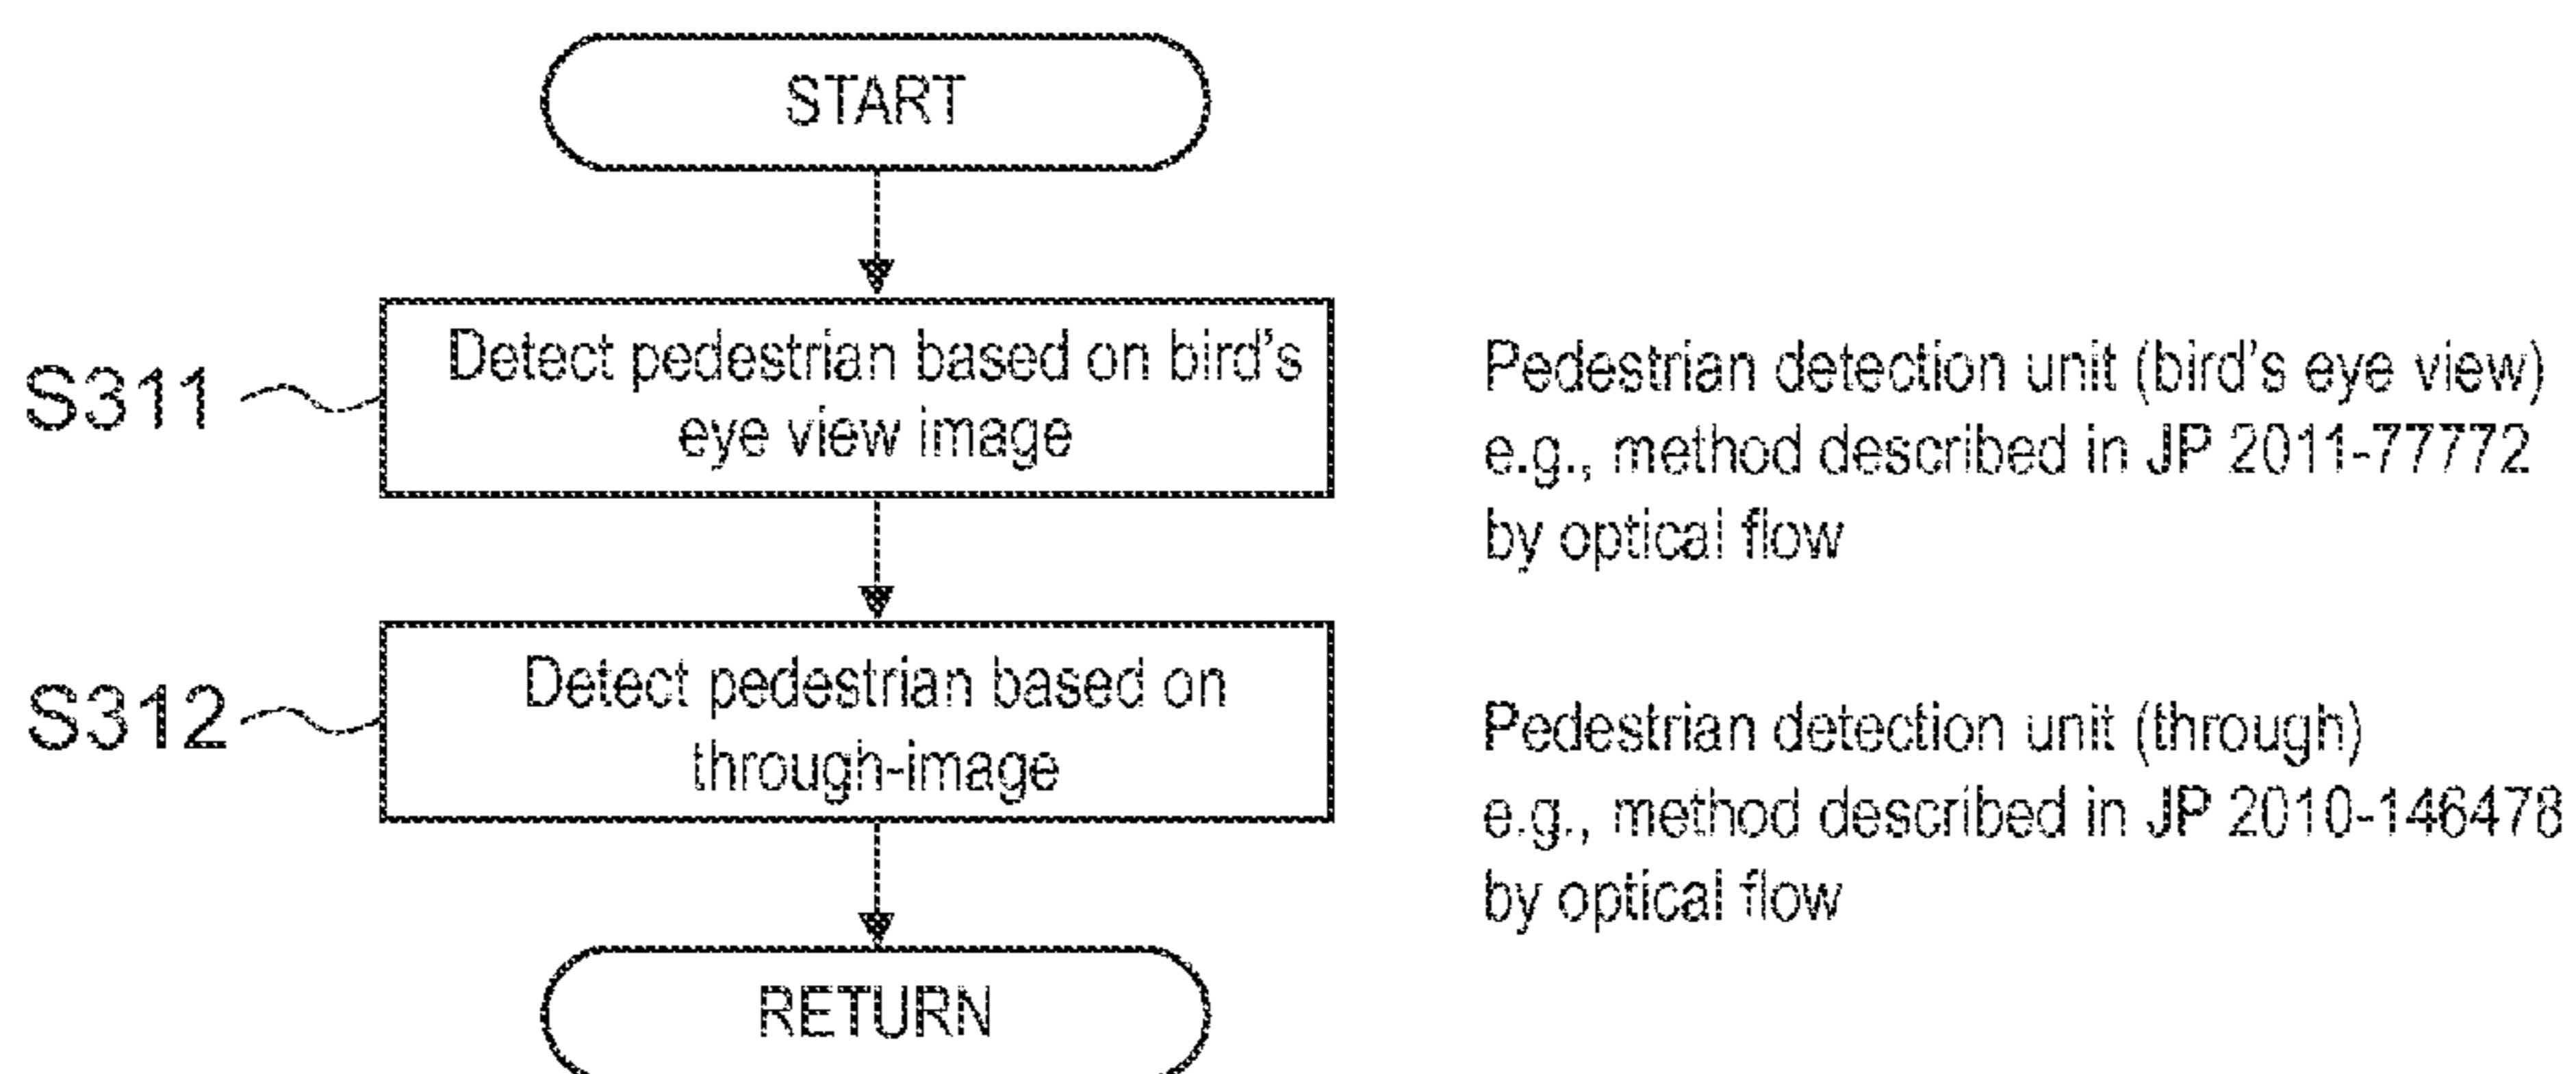 START
S311
Detect pedestrian based on bird's
eye view image
Pedestrian detection unit (bird's eye view)
e.g., method described in JP 2011-77772
by optical flow
S312
Detect pedestrian based on
through-image
Pedestrian detection unit (through)
e.g., method described in JP 2010-146478
by optical flow
RETURN